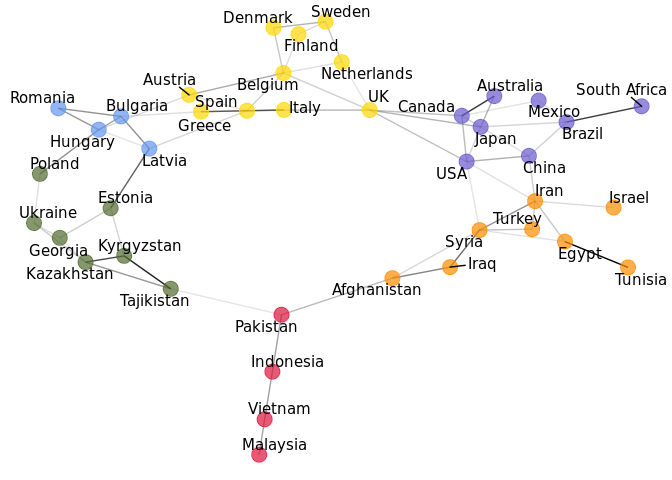 Sweden
Denmark
Finland
Netherlands
Austria
Belgium
Australia
South Africa
Romania
Bulgaria
Spain
Italy
UK
Canada
Mexico
Greece
Japan
Brazil
Hungary
Latvia
Poland
USA
China
Estonia
Iran
Israel
Ukraine
Turkey
Georgia
Kyrgyzstan
Syria
Egypt
Kazakhstan
Iraq
Tunisia
Tajikistan
Afghanistan
Pakistan
Indonesia
Vietnam
Malaysia